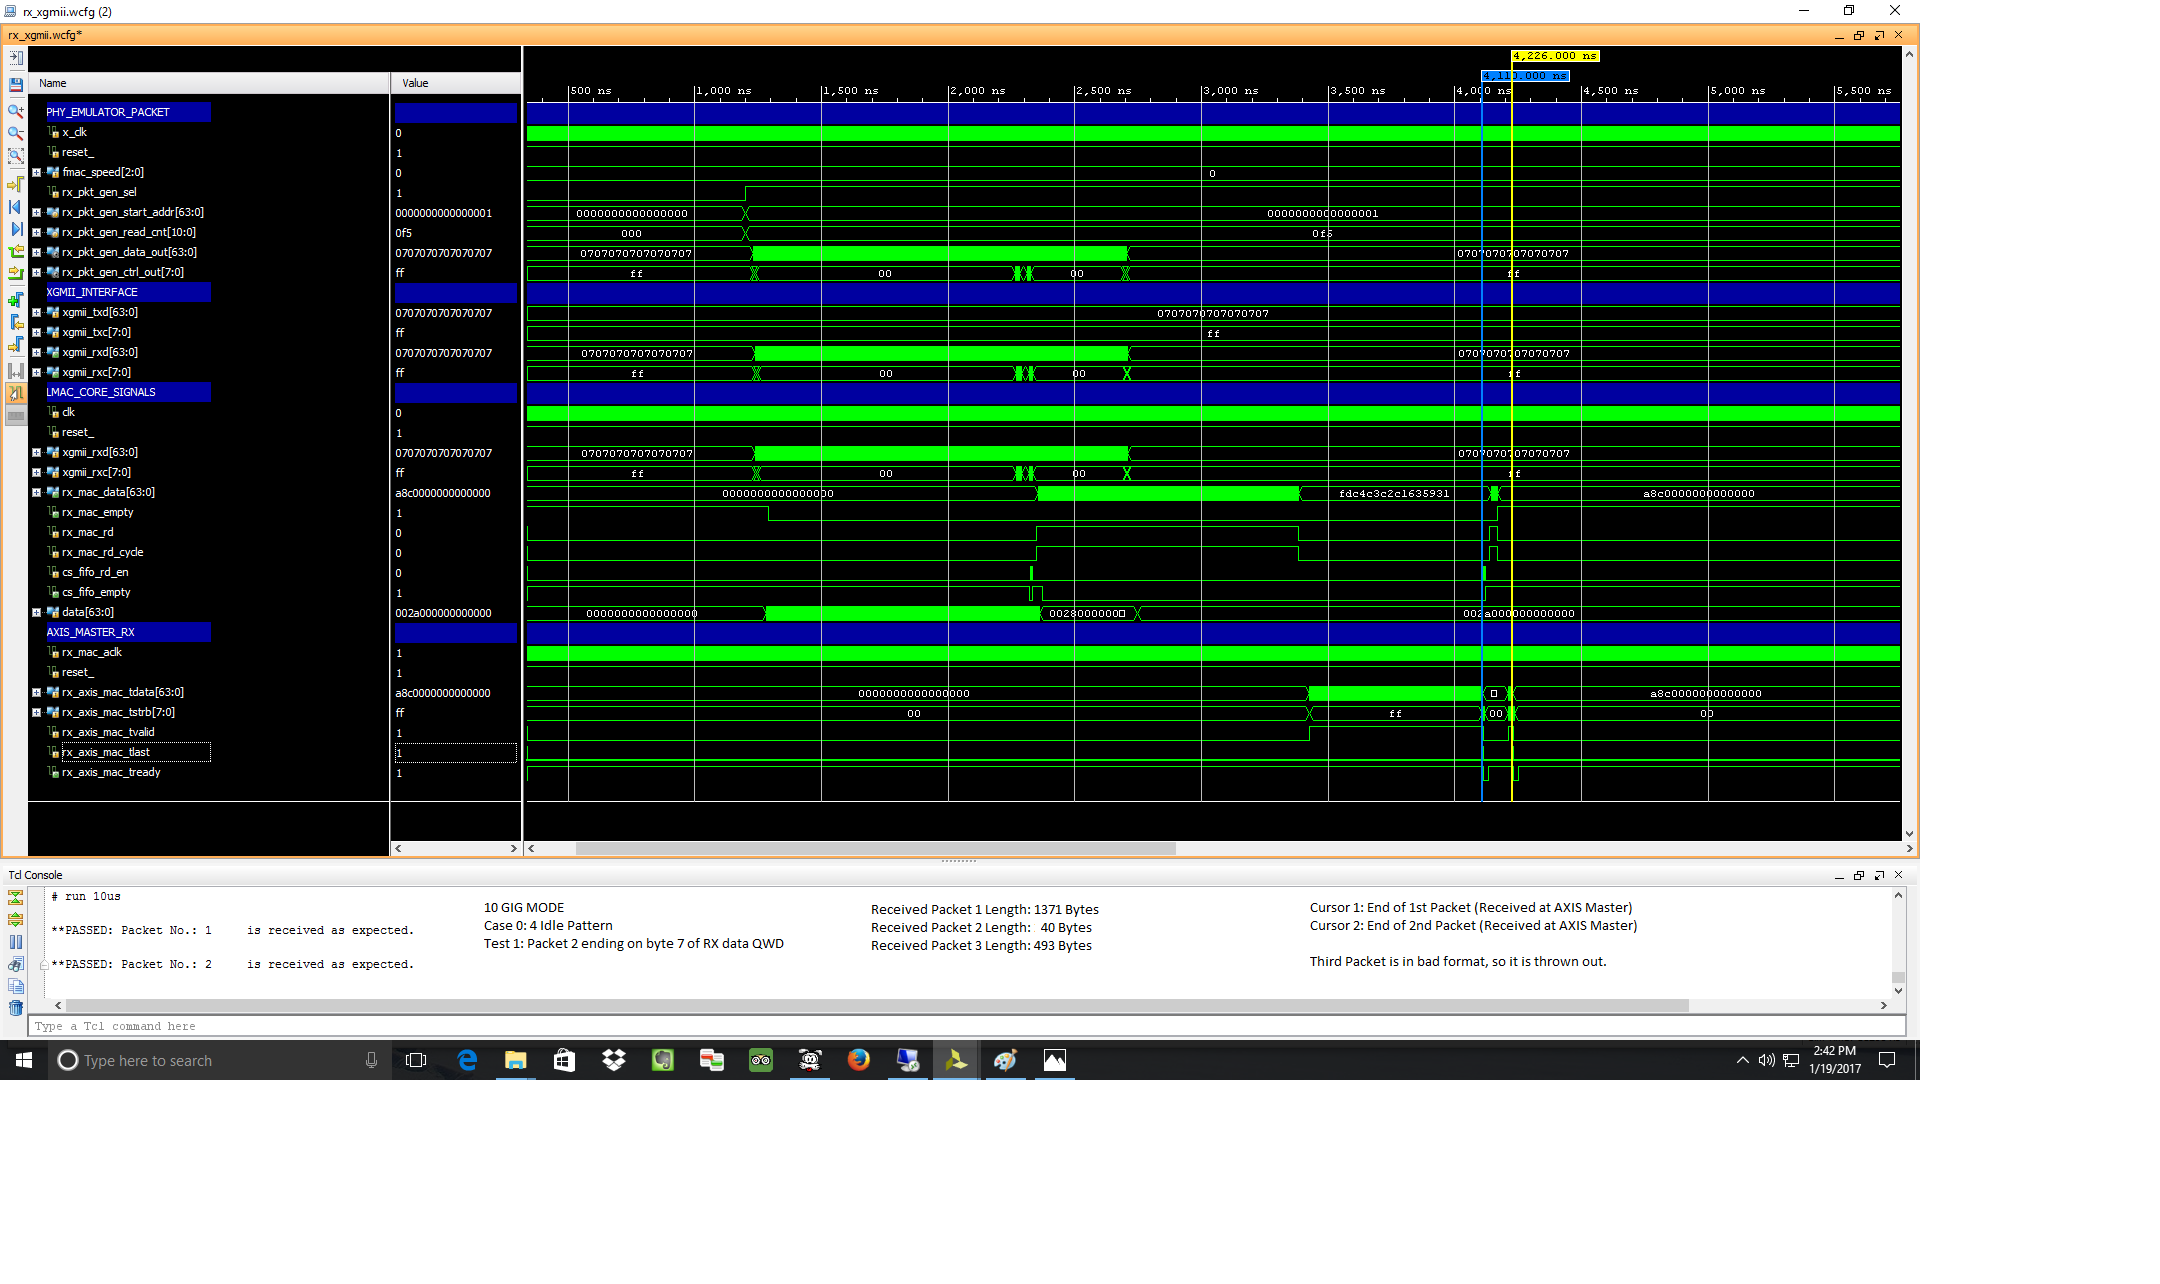 rx_xgmii.wcfg (2)
rx_xgmii.wcfg*
4,226.000 ns
Name Value
500 ns 1,000 ns 1,500 ns 2,000 ns 2,500 ns 3,000 ns 3,500 ns 4,000 ns 4,500 ns 5,000 ns 5,500 ns
PHY_EMULATOR_PACKET
x_clk 0
reset_ 1
fmac_speed[2:0] 0 0
rx_pkt_gen_sel 1
rx_pkt_gen_start_addr[63:0] 0000000000000001 0000000000000000 0000000000000001
rx_pkt_gen_read_cnt[10:0] 0f5 000 0f5
rx_pkt_gen_data_out[63:0] 0707070707070707 0707070707070707 0707070707070707
rx_pkt_gen_ctrl_out[7:0] ff ff 00 00 ff
XGMII_INTERFACE
xgmii_txd[63:0] 0707070707070707 0707070707070707
xgmii_txc[7:0] ff ff
xgmii_rxd[63:0] 0707070707070707 0707070707070707 0707070707070707
xgmii_rxc[7:0] ff ff 00 00 ff
LMAC_CORE_SIGNALS
clk 0
reset_ 1
xgmii_rxd[63:0] 0707070707070707 0707070707070707 0707070707070707
xgmii_rxc[7:0] ff ff 00 00 ff
rx_mac_data[63:0] a8c0000000000000 0000000000000000 fdc4c3c2c1635931 a8c0000000000000
rx_mac_empty 1
rx_mac_rd 0
rx_mac_rd_cycle 0
cs_fifo_rd_en 0
cs_fifo_empty 1
data[63:0] 002a000000000000 0000000000000000 0028000000 002a000000000000
AXIS_MASTER_RX
rx_mac_aclk 1
reset_ 1
rx_axis_mac_tdata[63:0] a8c0000000000000 0000000000000000 a8c0000000000000
rx_axis_mac_tstrb[7:0] ff 00 ff 00 00
rx_axis_mac_tvalid 1
rx_axis_mac_tlast 1
rx_axis_mac_tready 1
Tcl Console
# run 10us
**PASSED: Packet No.: 1 is received as expected.
**PASSED: Packet No.: 2 is received as expected.
10 GIG MODE
Case 0: 4 Idle Pattern
Test 1: Packet 2 ending on byte 7 of RX data QWD
Received Packet 1 Length: 1371 Bytes
Received Packet 2 Length: 40 Bytes
Received Packet 3 Length: 493 Bytes
Cursor 1: End of 1st Packet (Received at AXIS Master)
Cursor 2: End of 2nd Packet (Received at AXIS Master)
Third Packet is in bad format, so it is thrown out.
Type a Tcl command here
Type here to search
2:42 PM
1/19/2017